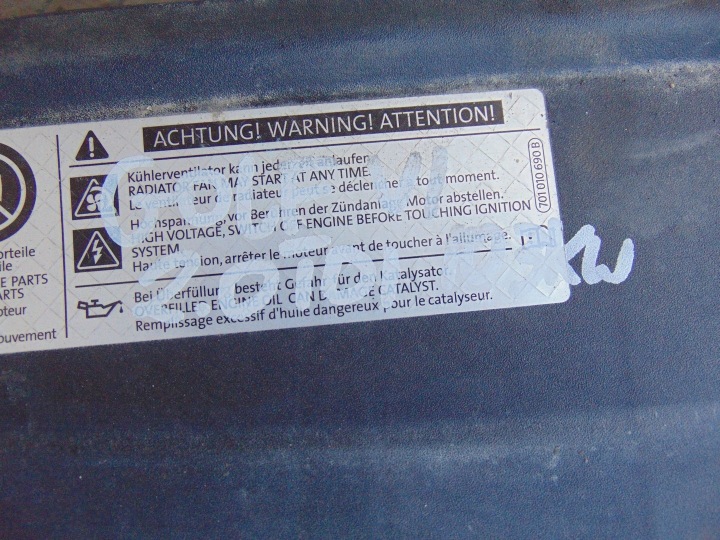 ACHTUNG! WARNING! ATTENTION!
Kühlerventilator kann jederzeit anlaufen
RADIATOR FAN MAY START AT ANY TIME.
Le ventilateur de radiateur peut se déclencher à tout moment.
Hochspannung, vor Berühren der Zündanlage Motor abstellen.
HIGH VOLTAGE, SWITCH OFF ENGINE BEFORE TOUCHING IGNITION
SYSTEM.
Haute tension, arrêter le moteur avant de toucher à l'allumage.
Bei Überfüllung besteht Gefahr für den Katalysator.
OVERFILLED ENGINE OIL CAN DAMAGE CATALYST.
Remplissage excessif d'huile dangereux pour le catalyseur.
701 010 690 B
orteile
ile
E PARTS
ARTS
oteur
ouvement